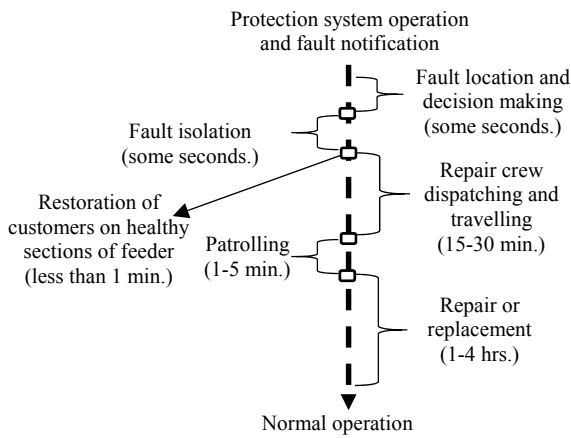 Protection system operation
and fault notification
Fault location and
decision making
(some seconds.)
Fault isolation
(some seconds.)
Repair crew
dispatching and
travelling
(15-30 min.)
Restoration of
customers on healthy
sections of feeder
(less than 1 min.)
Patrolling
(1-5 min.)
Repair or
replacement
(1-4 hrs.)
Normal operation